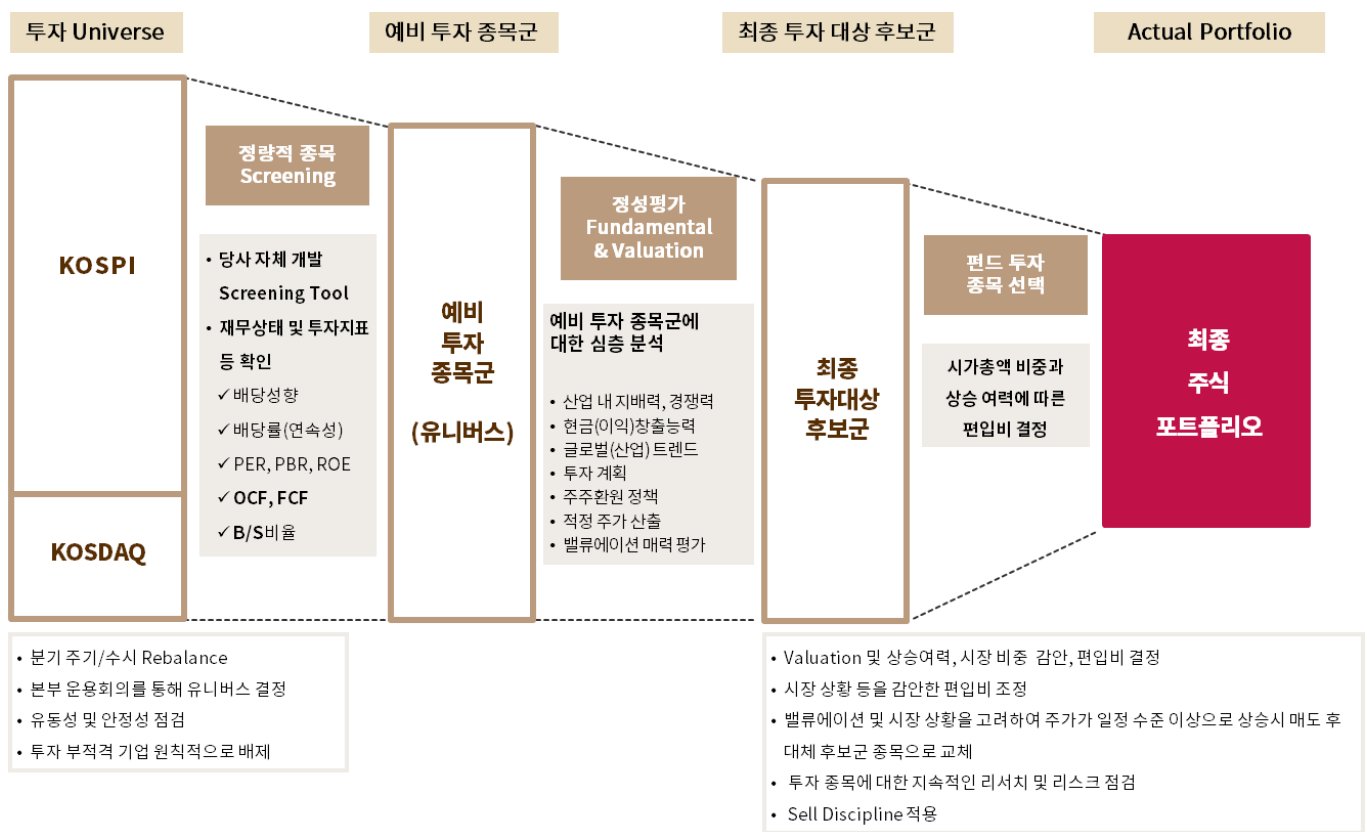 투자 Universe
예비 투자 종목군
최종 투자 대상 후보군
Actual Portfolio
KOSPI
KOSDAQ
정량적 종목
Screening
• 당사 자체 개발
Screening Tool
• 재무상태 및 투자지표
등 확인
✓ 배당성향
✓ 배당률(연속성)
✓ PER, PBR, ROE
✓ OCF, FCF
✓ B/S비율
예비
투자
종목군
(유니버스)
정성평가
Fundamental
& Valuation
예비 투자 종목군에
대한 심층 분석
• 산업 내 지배력, 경쟁력
• 현금(이익)창출능력
• 글로벌(산업) 트렌드
• 투자 계획
• 주주환원 정책
• 적정 주가 산출
• 밸류에이션 매력 평가
최종
투자대상
후보군
펀드 투자
종목 선택
시가총액 비중과
상승 여력에 따른
편입비 결정
최종
주식
포트폴리오
• 분기 주기/수시 Rebalance
• 본부 운용회의를 통해 유니버스 결정
• 유동성 및 안정성 점검
• 투자 부적격 기업 원칙적으로 배제
• Valuation 및 상승여력, 시장 비중 감안, 편입비 결정
• 시장 상황 등을 감안한 편입비 조정
• 밸류에이션 및 시장 상황을 고려하여 주가가 일정 수준 이상으로 상승시 매도 후
대체 후보군 종목으로 교체
• 투자 종목에 대한 지속적인 리서치 및 리스크 점검
• Sell Discipline 적용